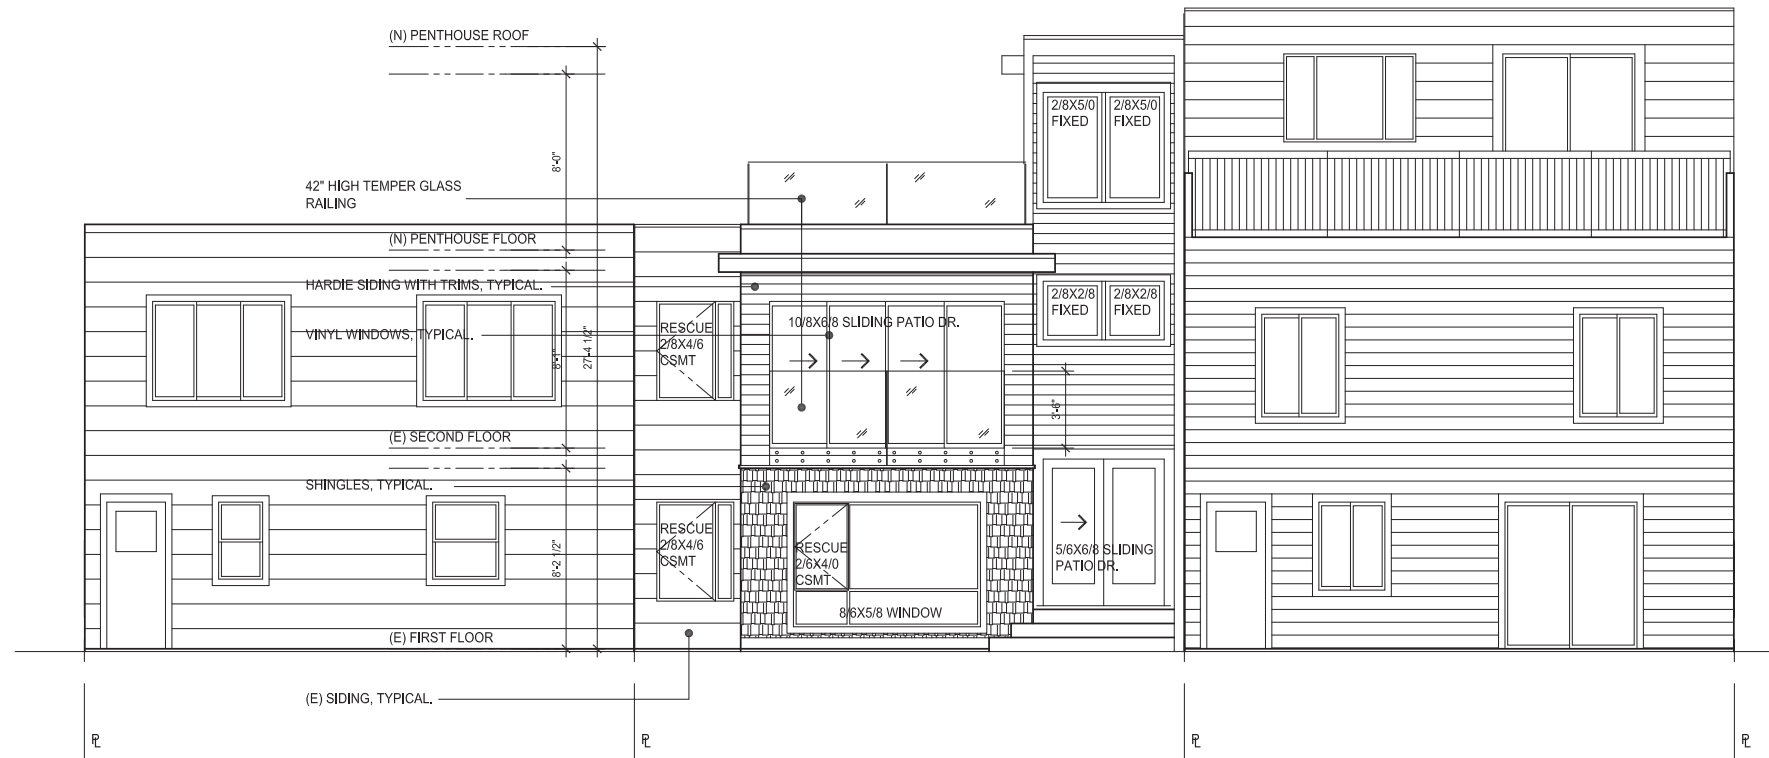 (N) PENTHOUSE ROOF
2/8X5/0
FIXED
2/8X5/0
FIXED
8'-0"
42" HIGH TEMPER GLASS
RAILING
(N) PENTHOUSE FLOOR
HARDIE SIDING WITH TRIMS, TYPICAL.
2/8X2/8
FIXED
2/8X2/8
FIXED
10/8X6/8 SLIDING PATIO DR.
VINYL WINDOWS, TYPICAL.
RESCUE
2/8X4/6
CSMT
8'-1"
27'-4 1/2"
3'-6"
(E) SECOND FLOOR
SHINGLES, TYPICAL.
RESCUE
2/8X4/6
CSMT
RESCUE
2/6X4/0
CSMT
5/6X6/8 SLIDING
PATIO DR.
8'-2 1/2"
8/6X5/8 WINDOW
(E) FIRST FLOOR
(E) SIDING, TYPICAL.
PL
PL
PL
PL